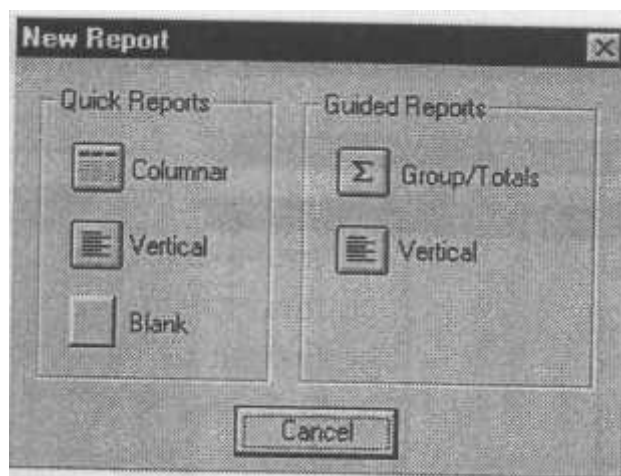 New Report
Quick Reports
Columnar
Vertical
Blank
Guided Reports
Σ Group/Totals
Vertical
Cancel